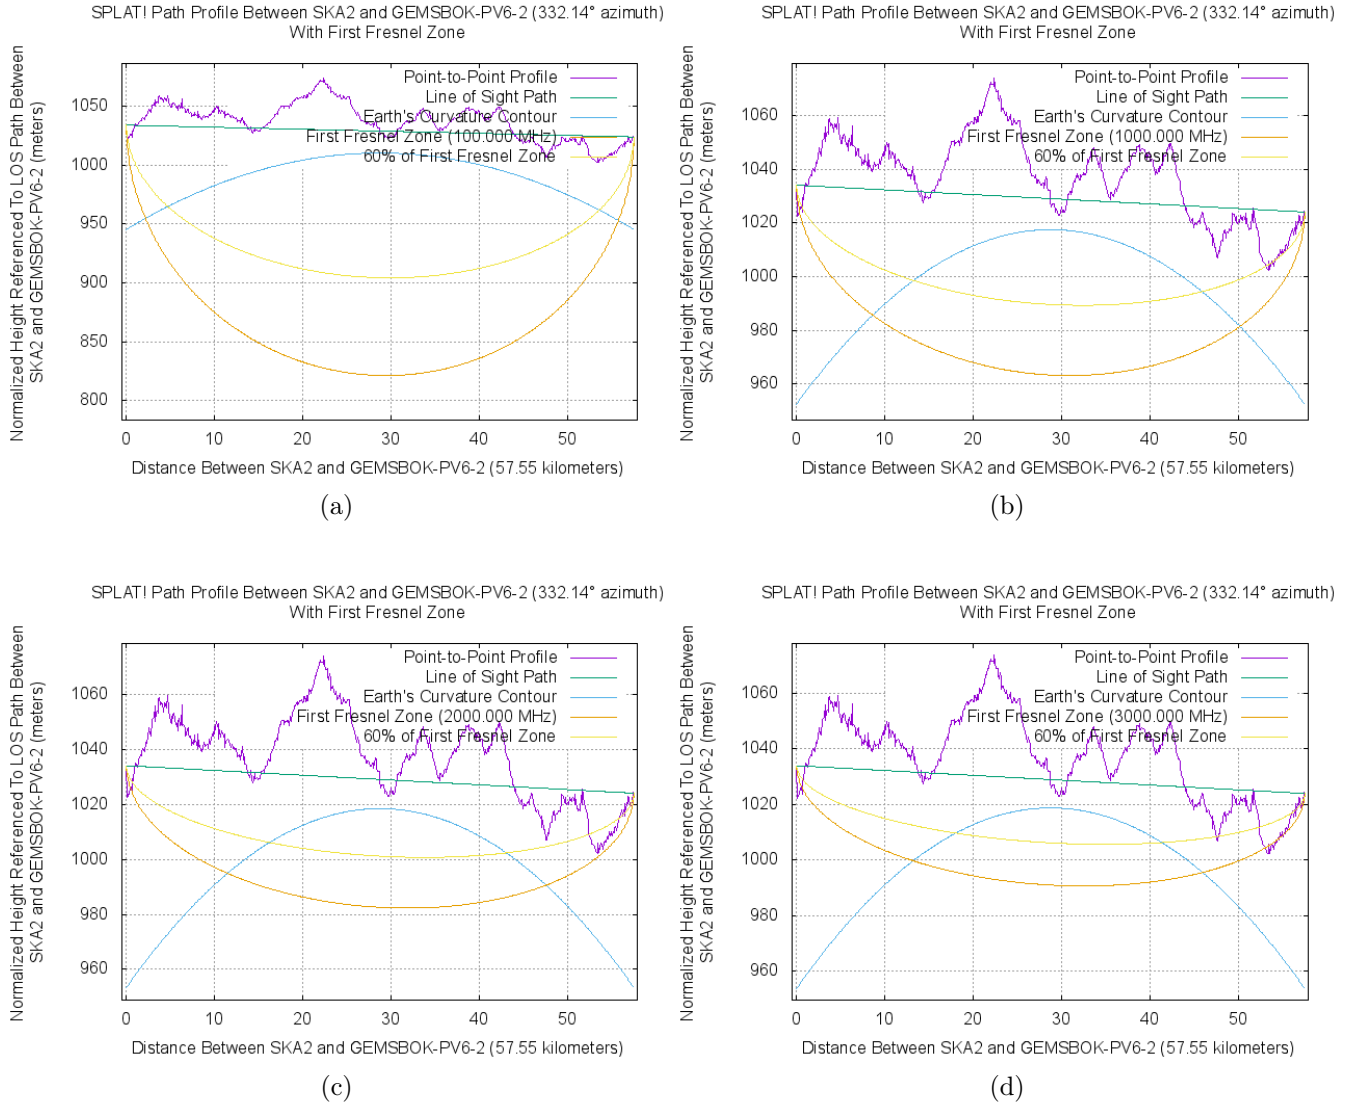 SPLAT! Path Profile Between SKA2 and GEMSBOK-PV6-2 (332.14° azimuth)
With First Fresnel Zone
Normalized Height Referenced To LOS Path Between
SKA2 and GEMSBOK-PV6-2 (meters)
Point-to-Point Profile
Line of Sight Path
Earth's Curvature Contour
First Fresnel Zone (100.000 MHz)
60% of First Fresnel Zone
1050
1000
950
900
850
800
0 10 20 30 40 50
Distance Between SKA2 and GEMSBOK-PV6-2 (57.55 kilometers)
(a)
SPLAT! Path Profile Between SKA2 and GEMSBOK-PV6-2 (332.14° azimuth)
With First Fresnel Zone
Normalized Height Referenced To LOS Path Between
SKA2 and GEMSBOK-PV6-2 (meters)
Point-to-Point Profile
Line of Sight Path
Earth's Curvature Contour
First Fresnel Zone (1000.000 MHz)
60% of First Fresnel Zone
1060
1040
1020
1000
980
960
0 10 20 30 40 50
Distance Between SKA2 and GEMSBOK-PV6-2 (57.55 kilometers)
(b)
SPLAT! Path Profile Between SKA2 and GEMSBOK-PV6-2 (332.14° azimuth)
With First Fresnel Zone
Normalized Height Referenced To LOS Path Between
SKA2 and GEMSBOK-PV6-2 (meters)
Point-to-Point Profile
Line of Sight Path
Earth's Curvature Contour
First Fresnel Zone (2000.000 MHz)
60% of First Fresnel Zone
1060
1040
1020
1000
980
960
0 10 20 30 40 50
Distance Between SKA2 and GEMSBOK-PV6-2 (57.55 kilometers)
(c)
SPLAT! Path Profile Between SKA2 and GEMSBOK-PV6-2 (332.14° azimuth)
With First Fresnel Zone
Normalized Height Referenced To LOS Path Between
SKA2 and GEMSBOK-PV6-2 (meters)
Point-to-Point Profile
Line of Sight Path
Earth's Curvature Contour
First Fresnel Zone (3000.000 MHz)
60% of First Fresnel Zone
1060
1040
1020
1000
980
960
0 10 20 30 40 50
Distance Between SKA2 and GEMSBOK-PV6-2 (57.55 kilometers)
(d)